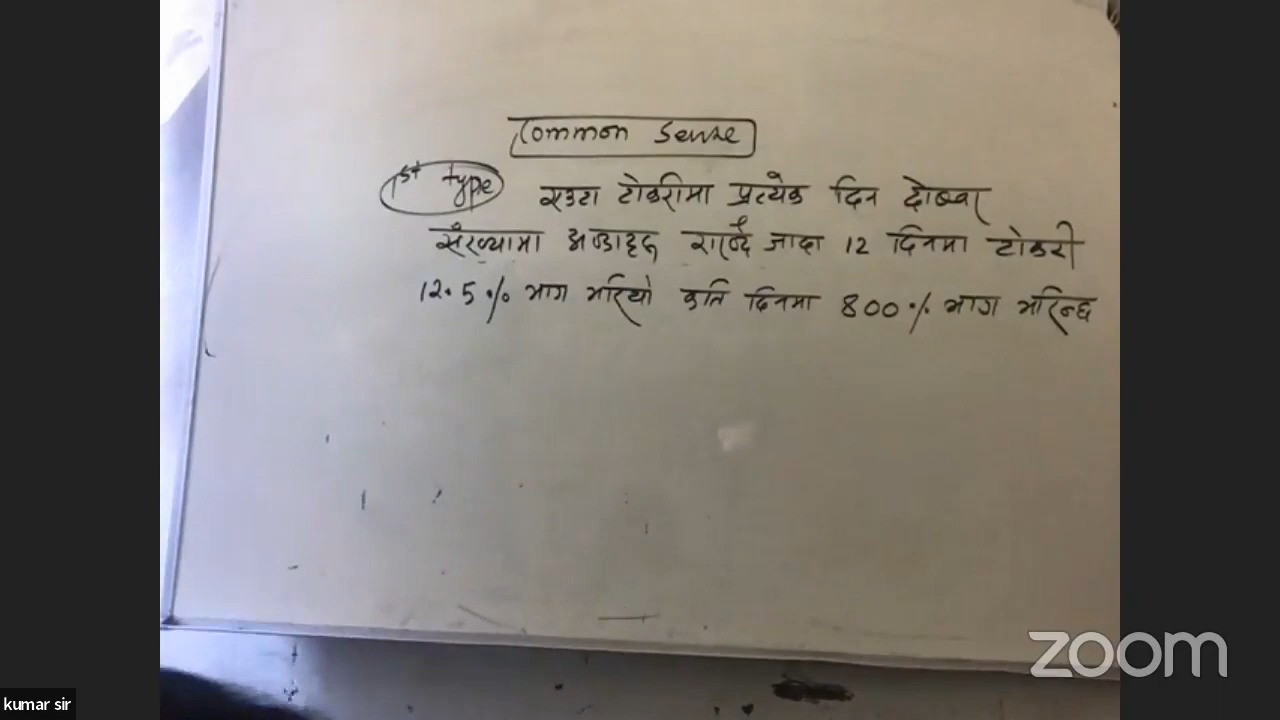 Common Sense
1st type एउटा टोकरीमा प्रत्येक दिन दोब्बर
संख्यामा अण्डाहरु राख्दै जादा 12 दिनमा टोकरी
12.5% भाग भरियो कति दिनमा 800% भाग भरिन्छ
zoom
kumar sir